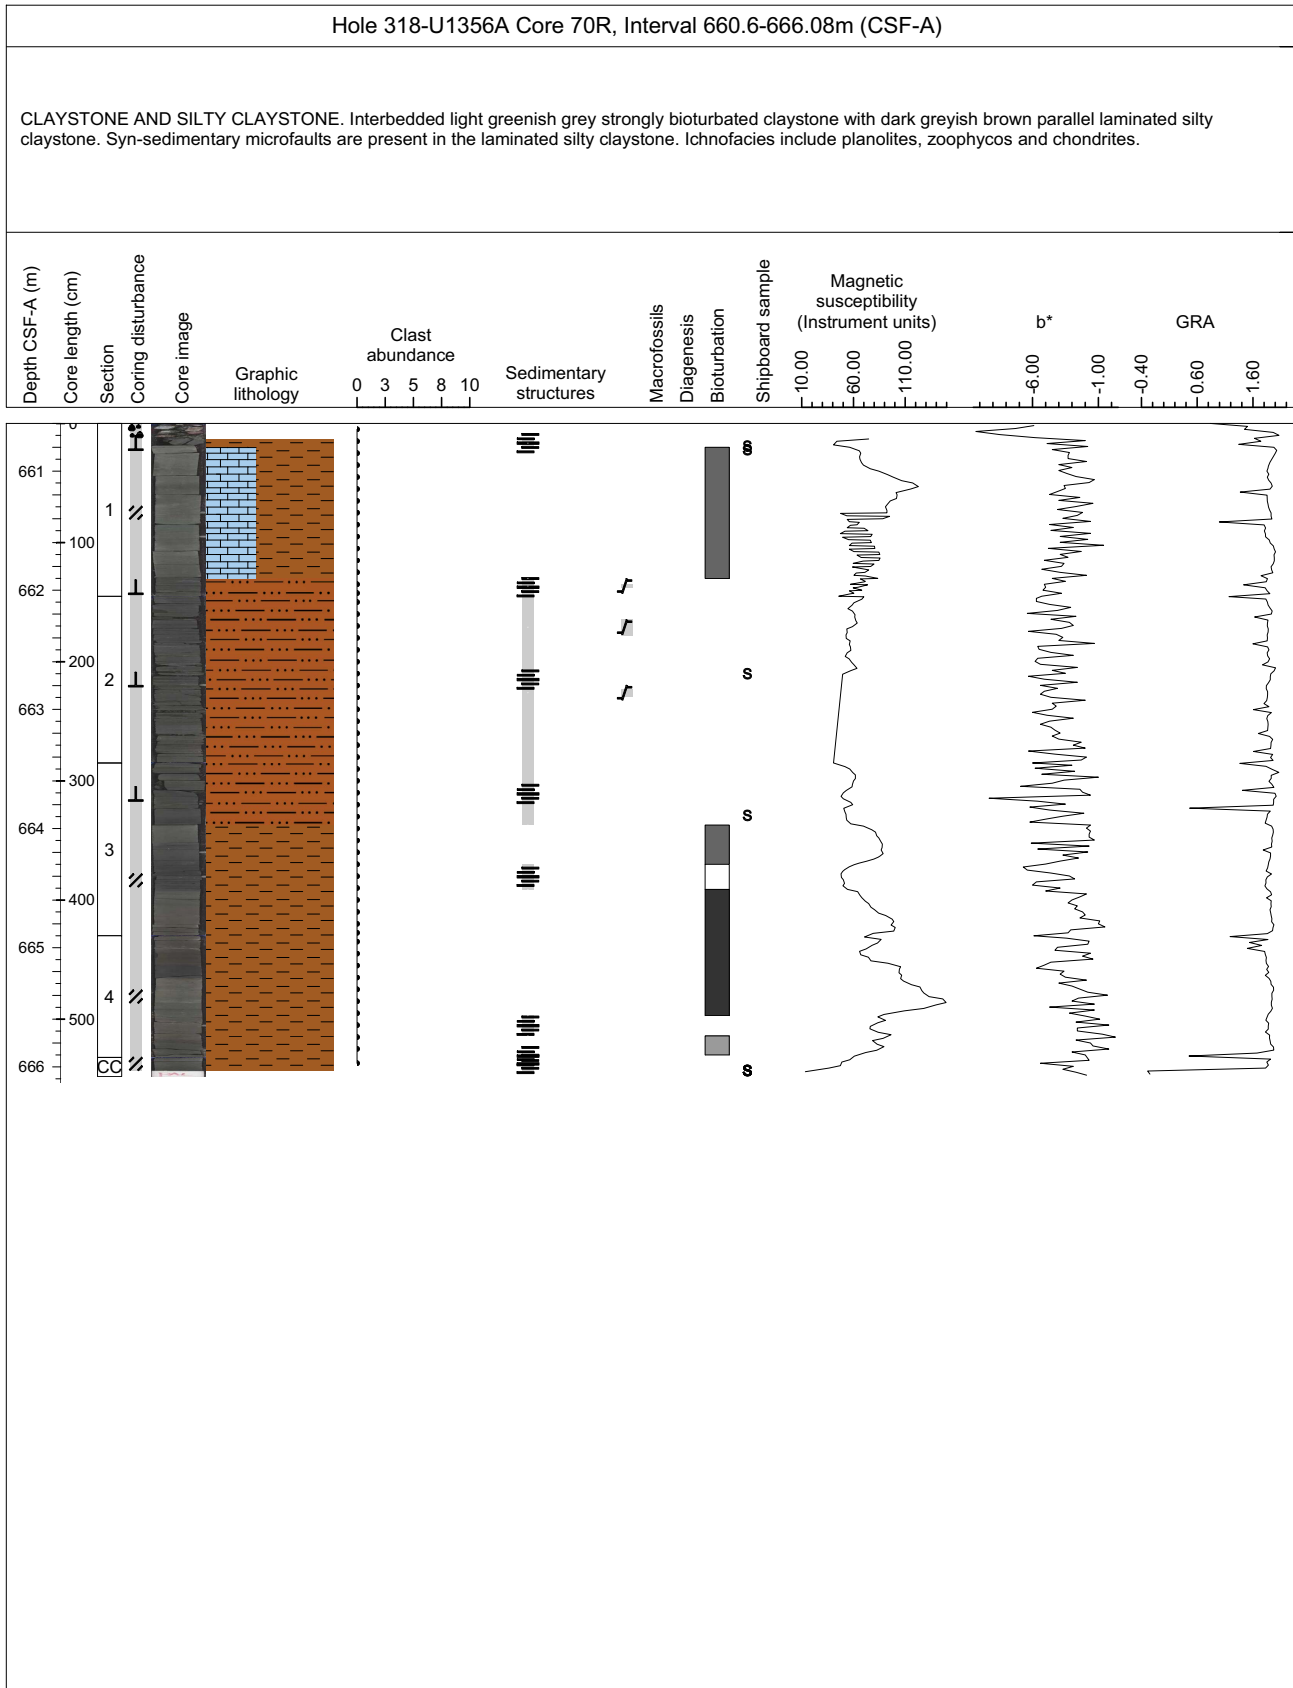 Hole 318-U1356A Core 70R, Interval 660.6-666.08m (CSF-A)
CLAYSTONE AND SILTY CLAYSTONE. Interbedded light greenish grey strongly bioturbated claystone with dark greyish brown parallel laminated silty
claystone. Syn-sedimentary microfaults are present in the laminated silty claystone. Ichnofacies include planolites, zoophycos and chondrites.
Depth CSF-A (m)
Core length (cm)
Section
Coring disturbance
Core image
Graphic
lithology
Clast
abundance
0 3 5 8 10
Sedimentary
structures
Macrofossils
Diagenesis
Bioturbation
Shipboard sample
Magnetic
susceptibility
(Instrument units)
10.00 60.00 110.00
b*
-6.00 -1.00
GRA
-0.40 0.60 1.60
0
S
S
661
1
100
662
200
S
2
663
300
S
664
3
400
665
4
500
CC
666
S
S